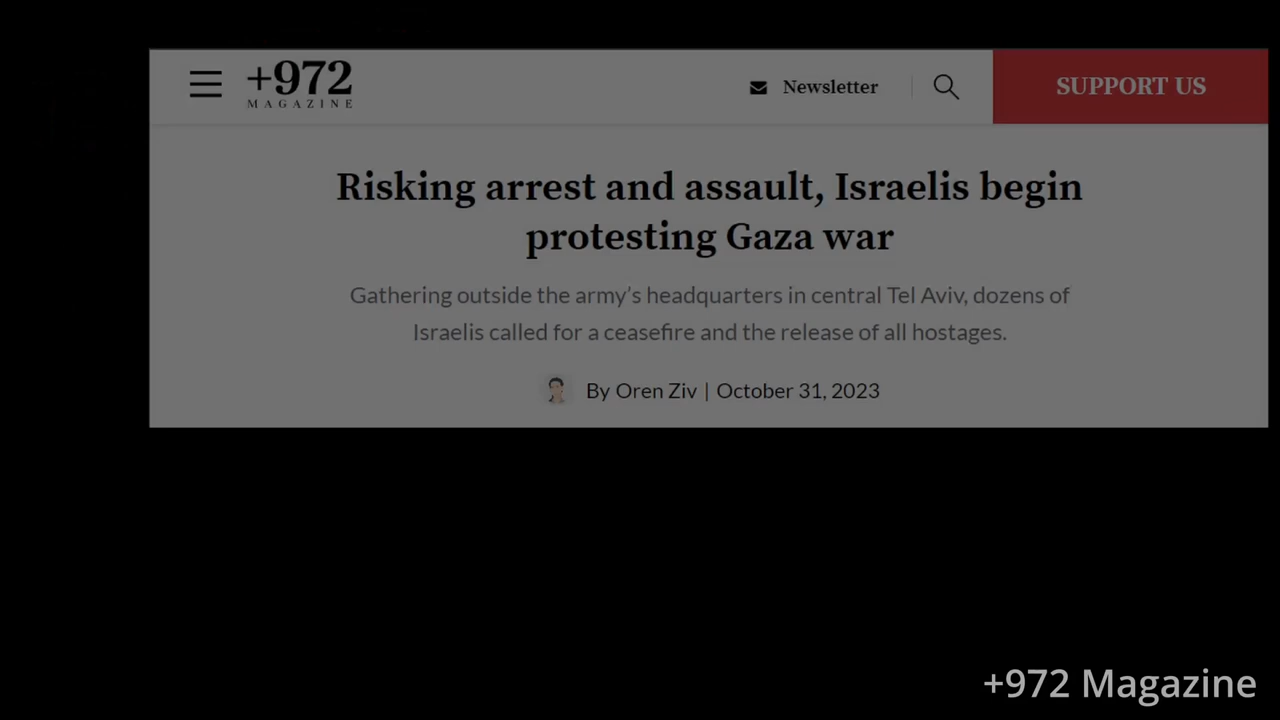 +972
MAGAZINE
Newsletter
SUPPORT US
Risking arrest and assault, Israelis begin
protesting Gaza war
Gathering outside the army's headquarters in central Tel Aviv, dozens of
Israelis called for a ceasefire and the release of all hostages.
By Oren Ziv | October 31, 2023
+972 Magazine